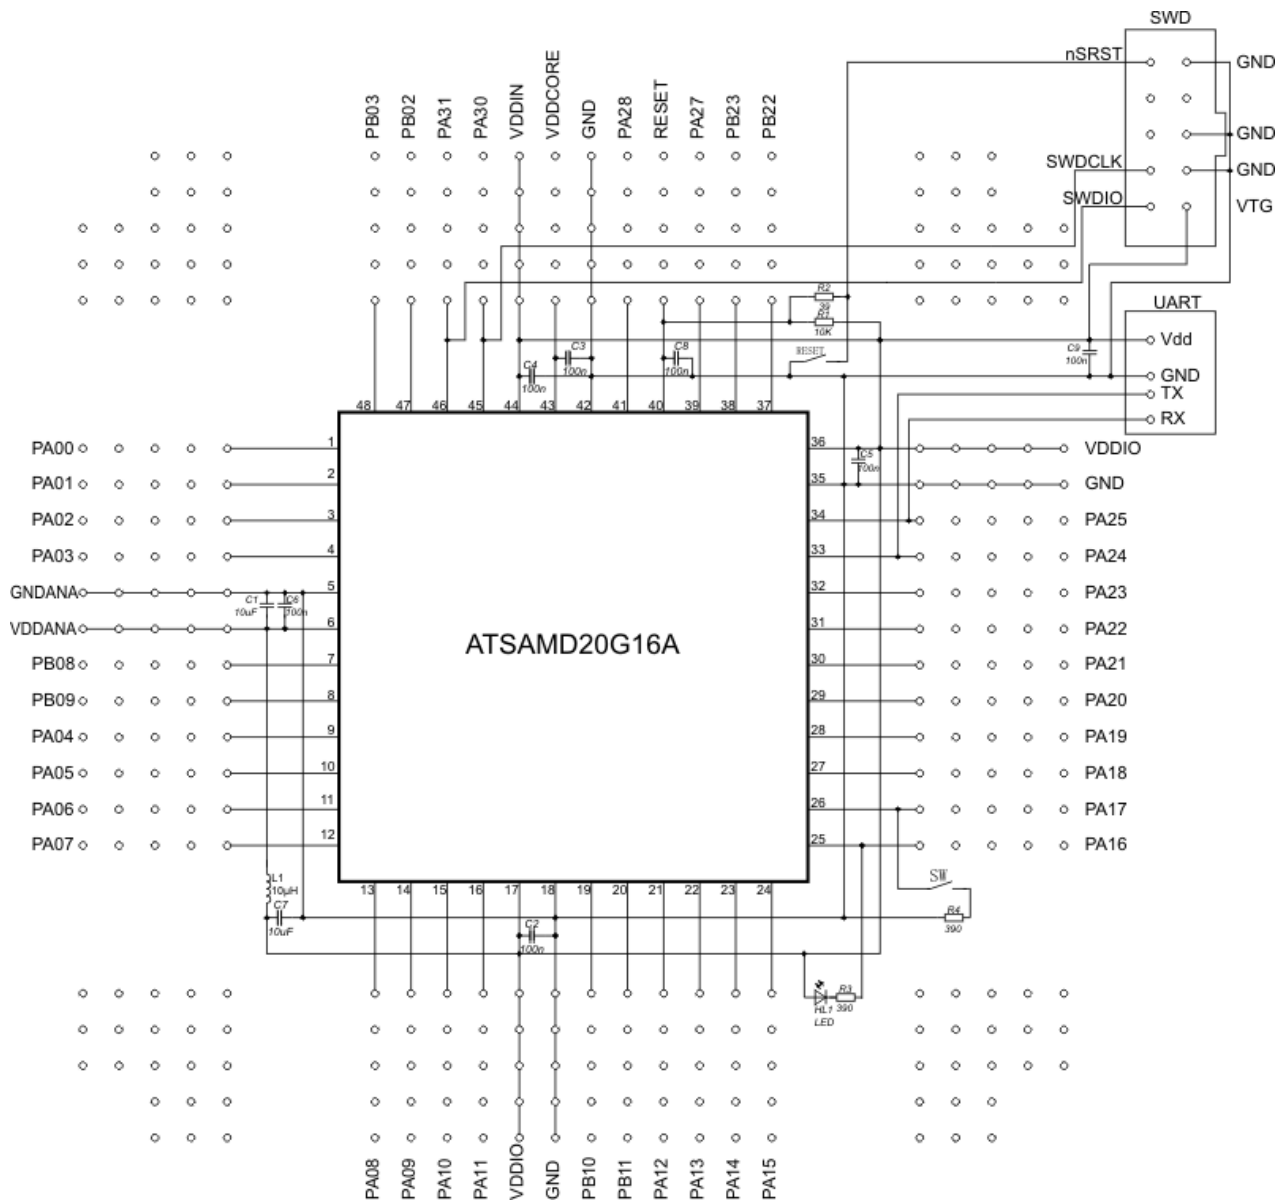 SWD
nSRST
GND
GND
SWDCLK
GND
SWDIO
VTG
PB03
PB02
PA31
PA30
VDDIN
VDDCORE
GND
PA28
RESET
PA27
PB23
PB22
R2
39
R1
10K
UART
Vdd
GND
TX
RX
C9
100n
RESET
C3
100n
C4
100n
C8
100n
48 47 46 45 44 43 42 41 40 39 38 37
PA00 1
PA01 2
PA02 3
PA03 4
GNDANA 5
VDDANA 6
PB08 7
PB09 8
PA04 9
PA05 10
PA06 11
PA07 12
C1
10uF
C6
100n
ATSAMD20G16A
36 VDDIO
C5
100n
35 GND
34 PA25
33 PA24
32 PA23
31 PA22
30 PA21
29 PA20
28 PA19
27 PA18
26 PA17
25 PA16
L1
10µH
C7
10uF
13 14 15 16 17 18 19 20 21 22 23 24
C2
100n
SW
R4
390
R3
390
HL1
LED
PA08
PA09
PA10
PA11
VDDIO
GND
PB10
PB11
PA12
PA13
PA14
PA15